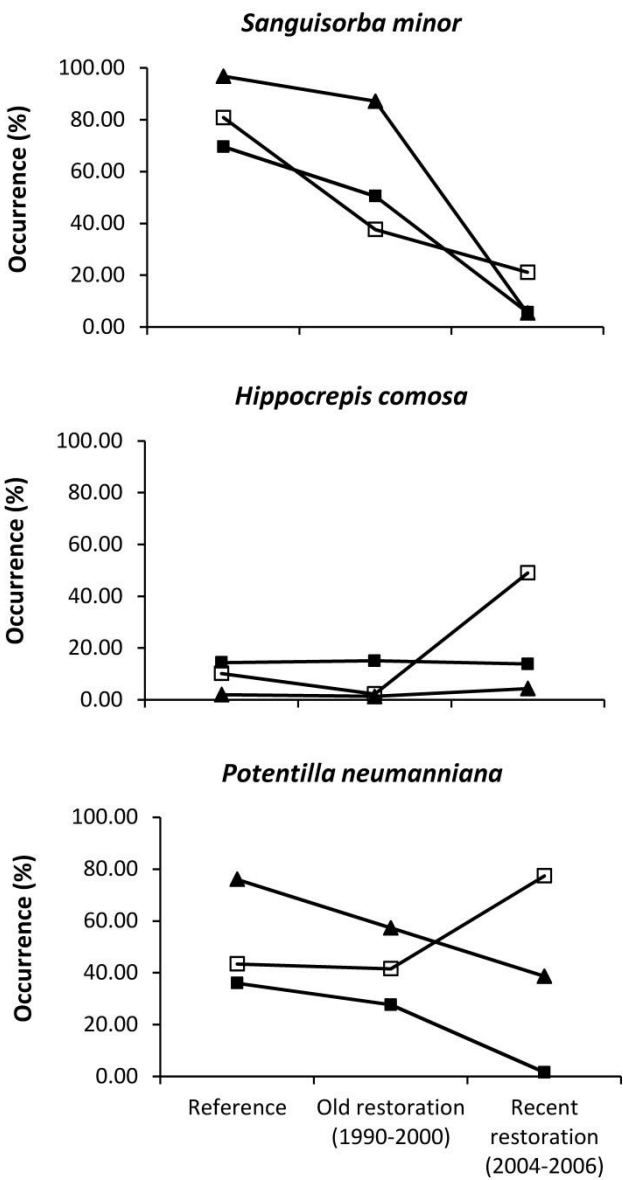 Sanguisorba minor
Occurrence (%)
100.00
80.00
60.00
40.00
20.00
0.00
Hippocrepis comosa
Occurrence (%)
100.00
80.00
60.00
40.00
20.00
0.00
Potentilla neumanniana
Occurrence (%)
100.00
80.00
60.00
40.00
20.00
0.00
Reference
Old restoration
(1990-2000)
Recent
restoration
(2004-2006)